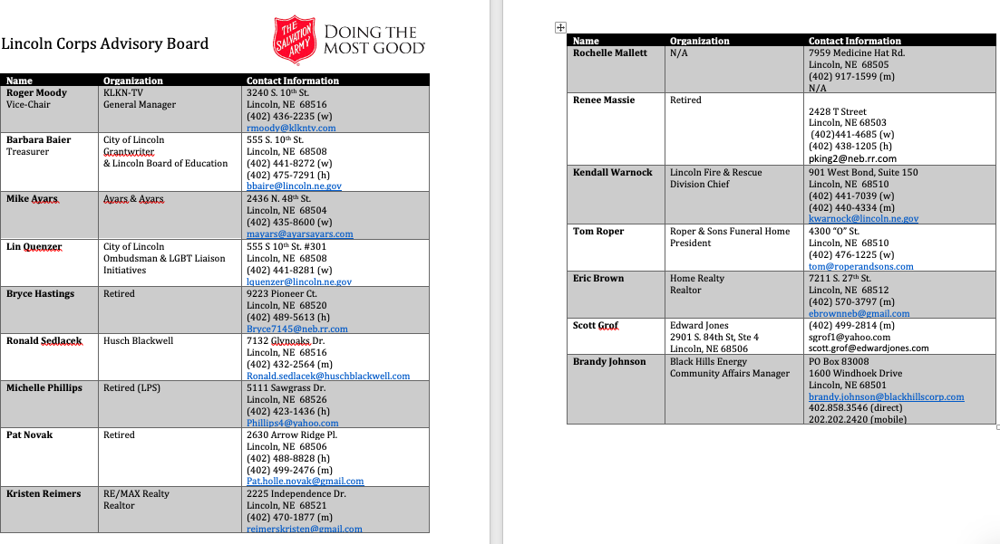 Lincoln Corps Advisory Board
THE SALVATION ARMY
DOING THE
MOST GOOD®
Name Organization Contact Information
Roger Moody KLKN-TV 3240 S. 10th St.
Vice-Chair General Manager Lincoln, NE 68516
(402) 436-2235 (w)
rmoody@klkntv.com
Barbara Baier City of Lincoln 555 S. 10th St.
Treasurer Grantwriter Lincoln, NE 68508
& Lincoln Board of Education (402) 441-8272 (w)
(402) 475-7291 (h)
bbaire@lincoln.ne.gov
Mike Ayars Ayars & Ayars 2436 N. 48th St.
Lincoln, NE 68504
(402) 435-8600 (w)
mayars@ayarsayars.com
Lin Quenzer City of Lincoln 555 S 10th St. #301
Ombudsman & LGBT Liaison Lincoln, NE 68508
Initiatives (402) 441-8281 (w)
lquenzer@lincoln.ne.gov
Bryce Hastings Retired 9223 Pioneer Ct.
Lincoln, NE 68520
(402) 489-5613 (h)
Bryce7145@neb.rr.com
Ronald Sedlacek Husch Blackwell 7132 Glynoaks Dr.
Lincoln, NE 68516
(402) 432-2564 (m)
Ronald.sedlacek@huschblackwell.com
Michelle Phillips Retired (LPS) 5111 Sawgrass Dr.
Lincoln, NE 68526
(402) 423-1436 (h)
Phillips4@yahoo.com
Pat Novak Retired 2630 Arrow Ridge Pl.
Lincoln, NE 68506
(402) 488-8828 (h)
(402) 499-2476 (m)
Pat.holle.novak@gmail.com
Kristen Reimers RE/MAX Realty 2225 Independence Dr.
Realtor Lincoln, NE 68521
(402) 470-1877 (m)
reimerskristen@gmail.com
Name Organization Contact Information
Rochelle Mallett N/A 7959 Medicine Hat Rd.
Lincoln, NE 68505
(402) 917-1599 (m)
N/A
Renee Massie Retired
2428 T Street
Lincoln, NE 68503
(402)441-4685 (w)
(402) 438-1205 (h)
pking2@neb.rr.com
Kendall Warnock Lincoln Fire & Rescue 901 West Bond, Suite 150
Division Chief Lincoln, NE 68510
(402) 441-7039 (w)
(402) 440-4334 (m)
kwarnock@lincoln.ne.gov
Tom Roper Roper & Sons Funeral Home 4300 "O" St.
President Lincoln, NE 68510
(402) 476-1225 (w)
tom@roperandsons.com
Eric Brown Home Realty 7211 S. 27th St.
Realtor Lincoln, NE 68512
(402) 570-3797 (m)
ebrownneb@gmail.com
Scott Grof Edward Jones (402) 499-2814 (m)
2901 S. 84th St, Ste 4 sgrof1@yahoo.com
Lincoln, NE 68506 scott.grof@edwardjones.com
Brandy Johnson Black Hills Energy PO Box 83008
Community Affairs Manager 1600 Windhoek Drive
Lincoln, NE 68501
brandy.johnson@blackhillscorp.com
402.858.3546 (direct)
202.202.2420 (mobile)